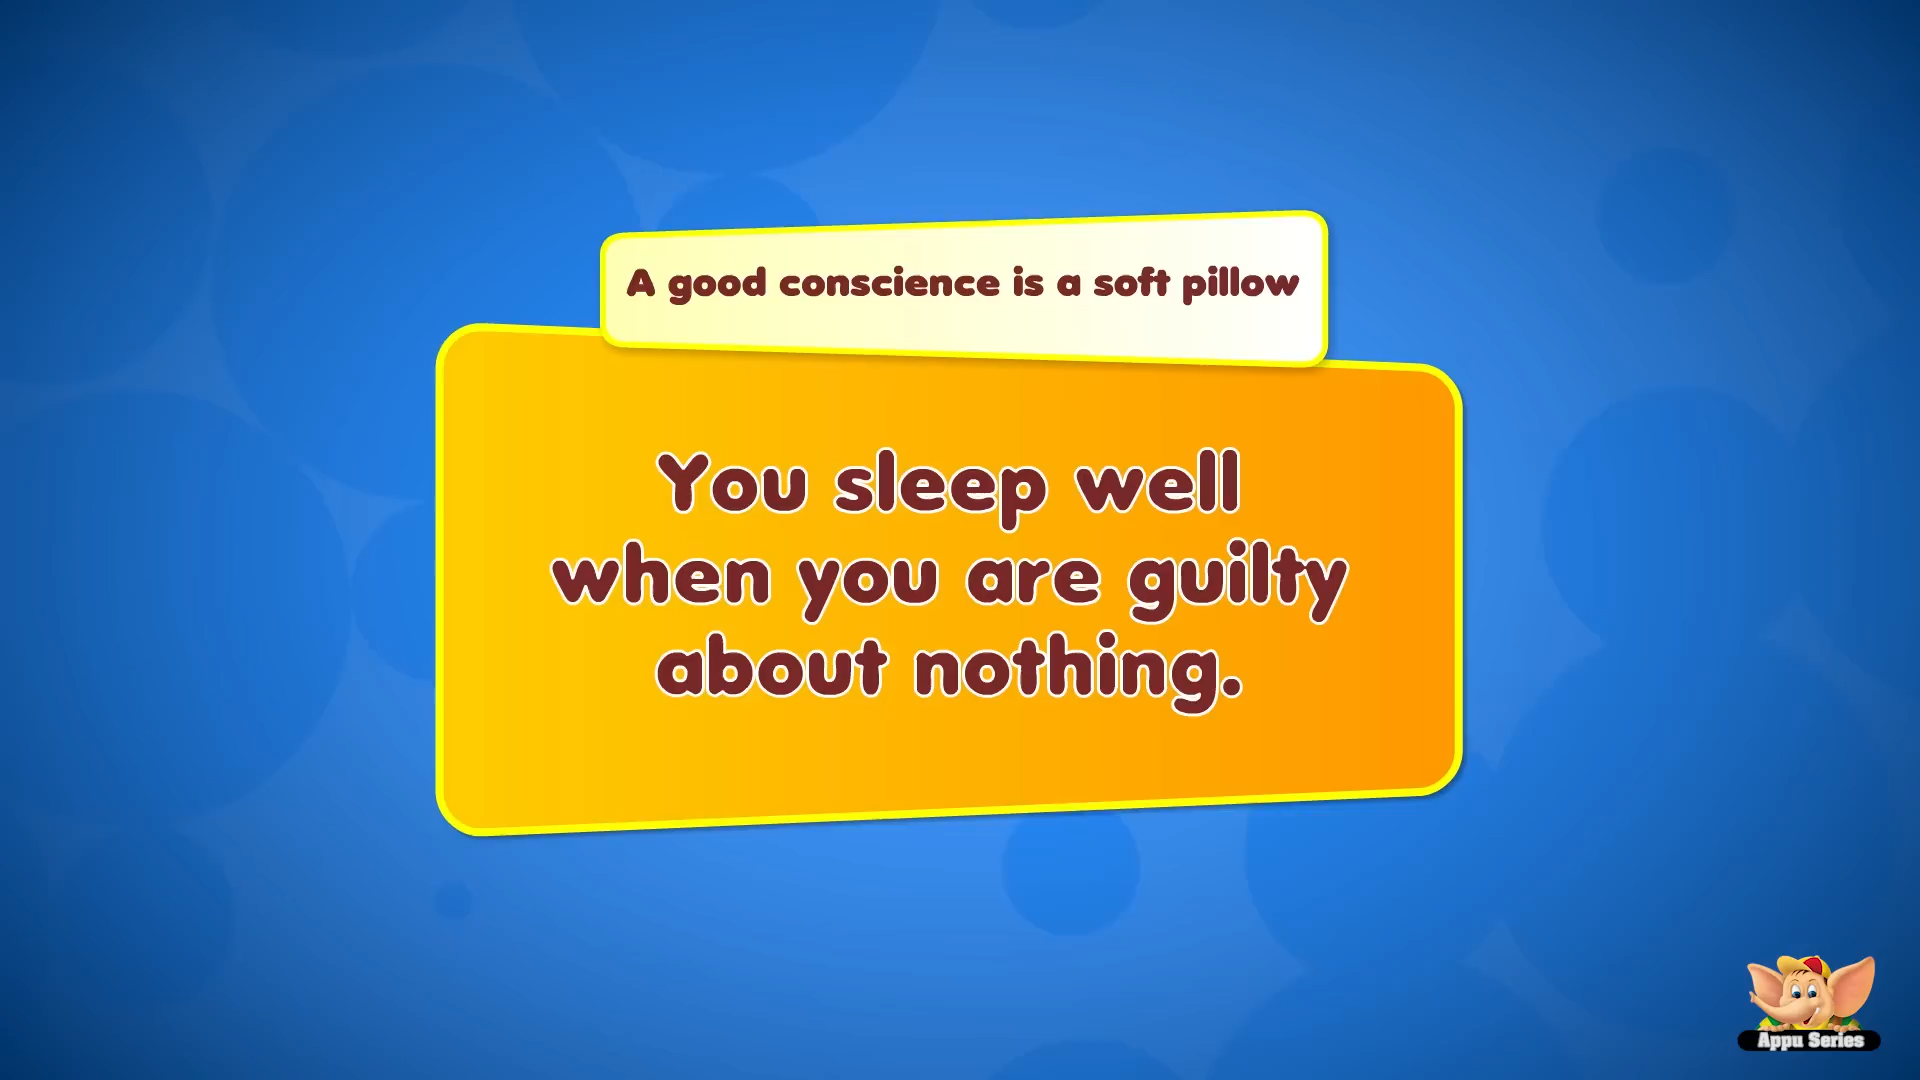 A good conscience is a soft pillow
You sleep well
when you are guilty
about nothing.
Appu Series